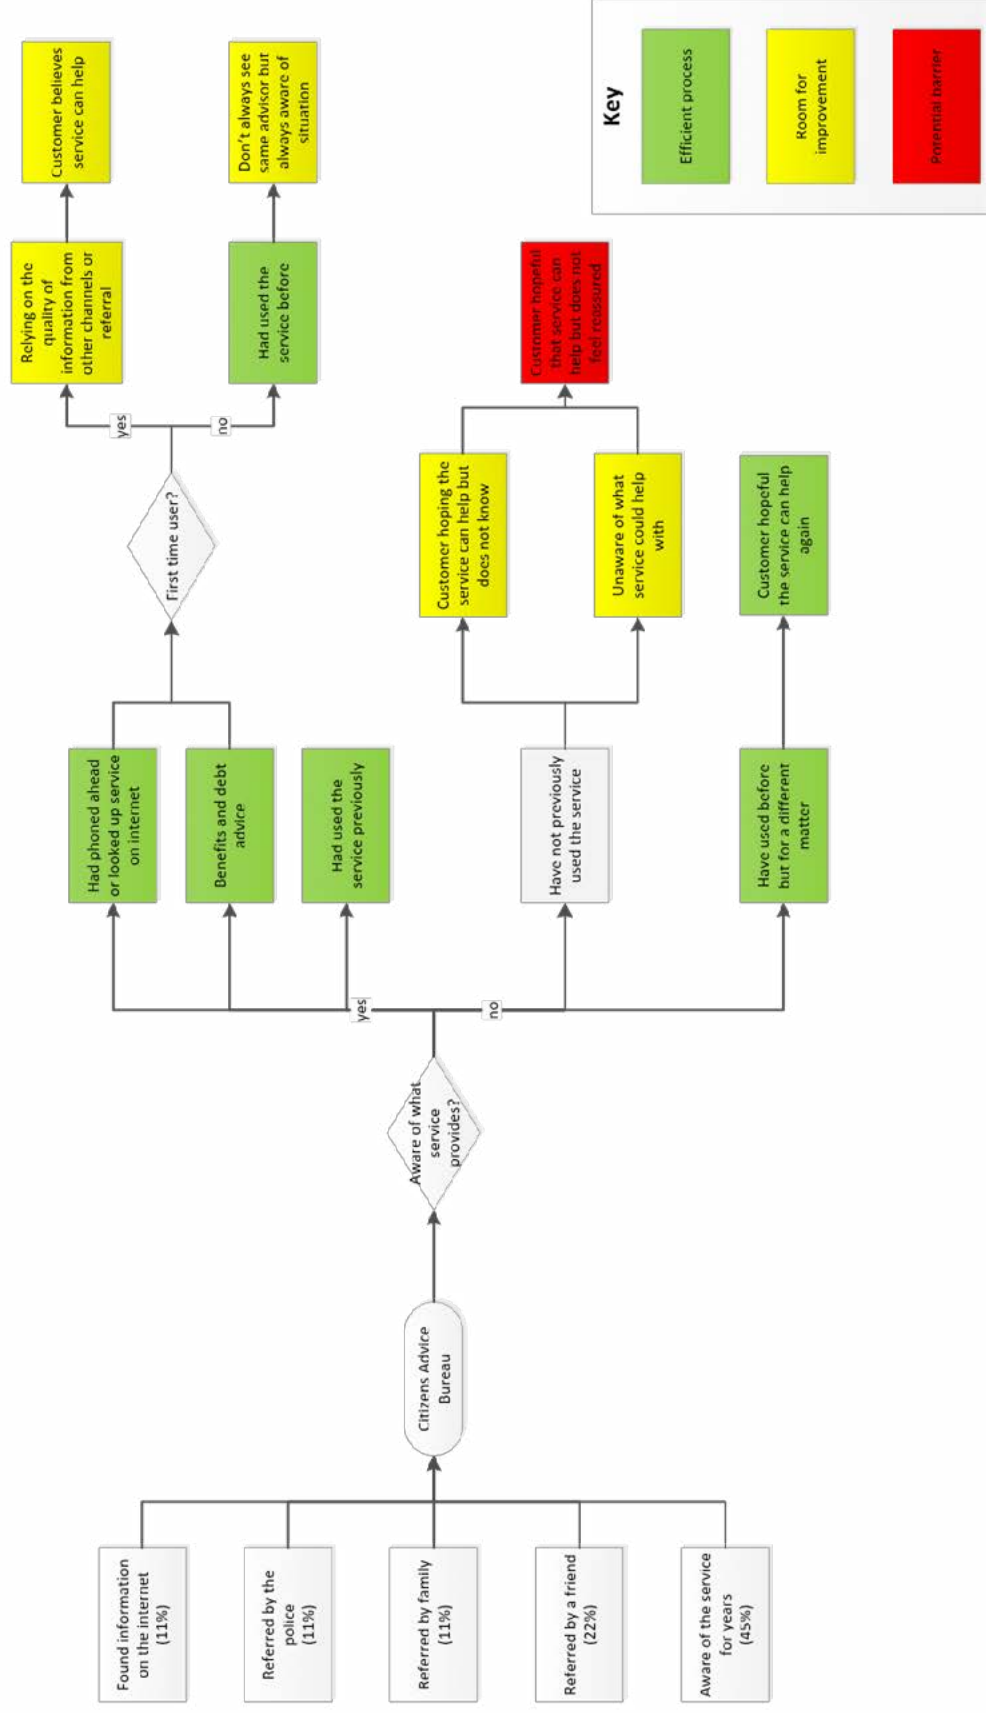 Found information
on the internet
(11%)
Referred by the
police
(11%)
Referred by family
(11%)
Referred by a friend
(22%)
Aware of the service
for years
(45%)
Citizens Advice
Bureau
Aware of what
service
provides?
yes
no
Had phoned ahead
or looked up service
on internet
Benefits and debt
advice
Had used the
service previously
Have not previously
used the service
Have used before
but for a different
matter
First time user?
yes
no
Relying on the
quality of
information from
other channels or
referral
Customer believes
service can help
Had used the
service before
Don't always see
same advisor but
always aware of
situation
Customer hoping the
service can help but
does not know
Unaware of what
service could help
with
Customer hopeful
that service can
help but does not
feel reassured
Customer hopeful
the service can help
again
Key
Efficient process
Room for
improvement
Potential barrier